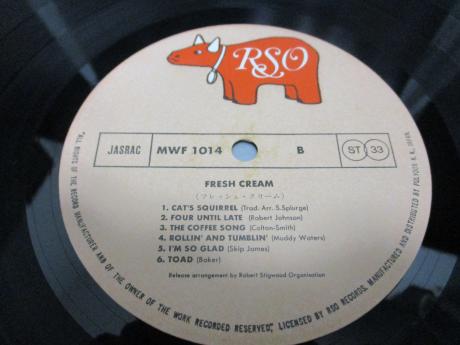 RSO
JASRAC MWF 1014 B ST 33
FRESH CREAM
(フレッシュ・クリーム)
1. CAT'S SQUIRREL (Trad. Arr. S.Splurge)
2. FOUR UNTIL LATE (Robert Johnson)
3. THE COFFEE SONG (Colton-Smith)
4. ROLLIN' AND TUMBLIN' (Muddy Waters)
5. I'M SO GLAD (Skip James)
6. TOAD (Baker)
Release arrangement by Robert Stigwood Organisation
"ALL RIGHTS OF THE RECORD MANUFACTURER AND OF THE OWNER OF THE WORK RECORDED RESERVED", LICENSED BY RSO RECORDS, MANUFACTURED AND DISTRIBUTED BY POLYDOR K. K., JAPAN.